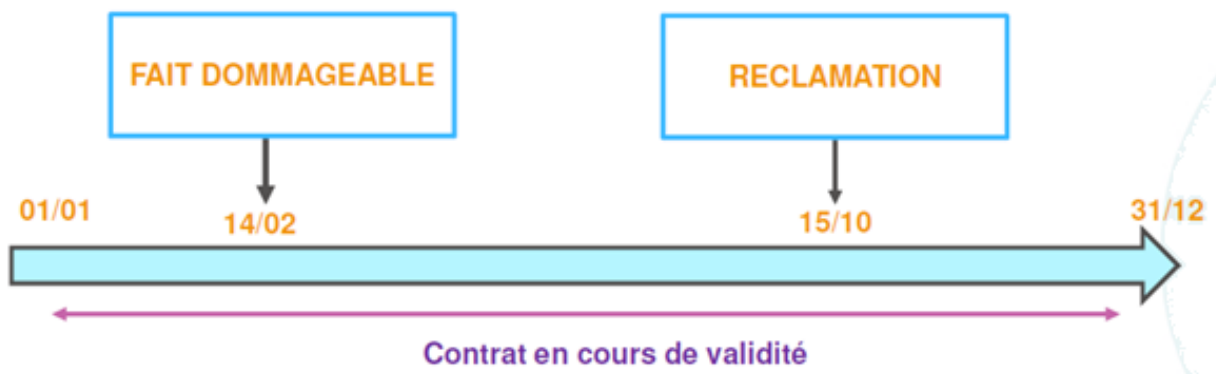 FAIT DOMMAGEABLE
RECLAMATION
01/01
14/02
15/10
31/12
Contrat en cours de validité